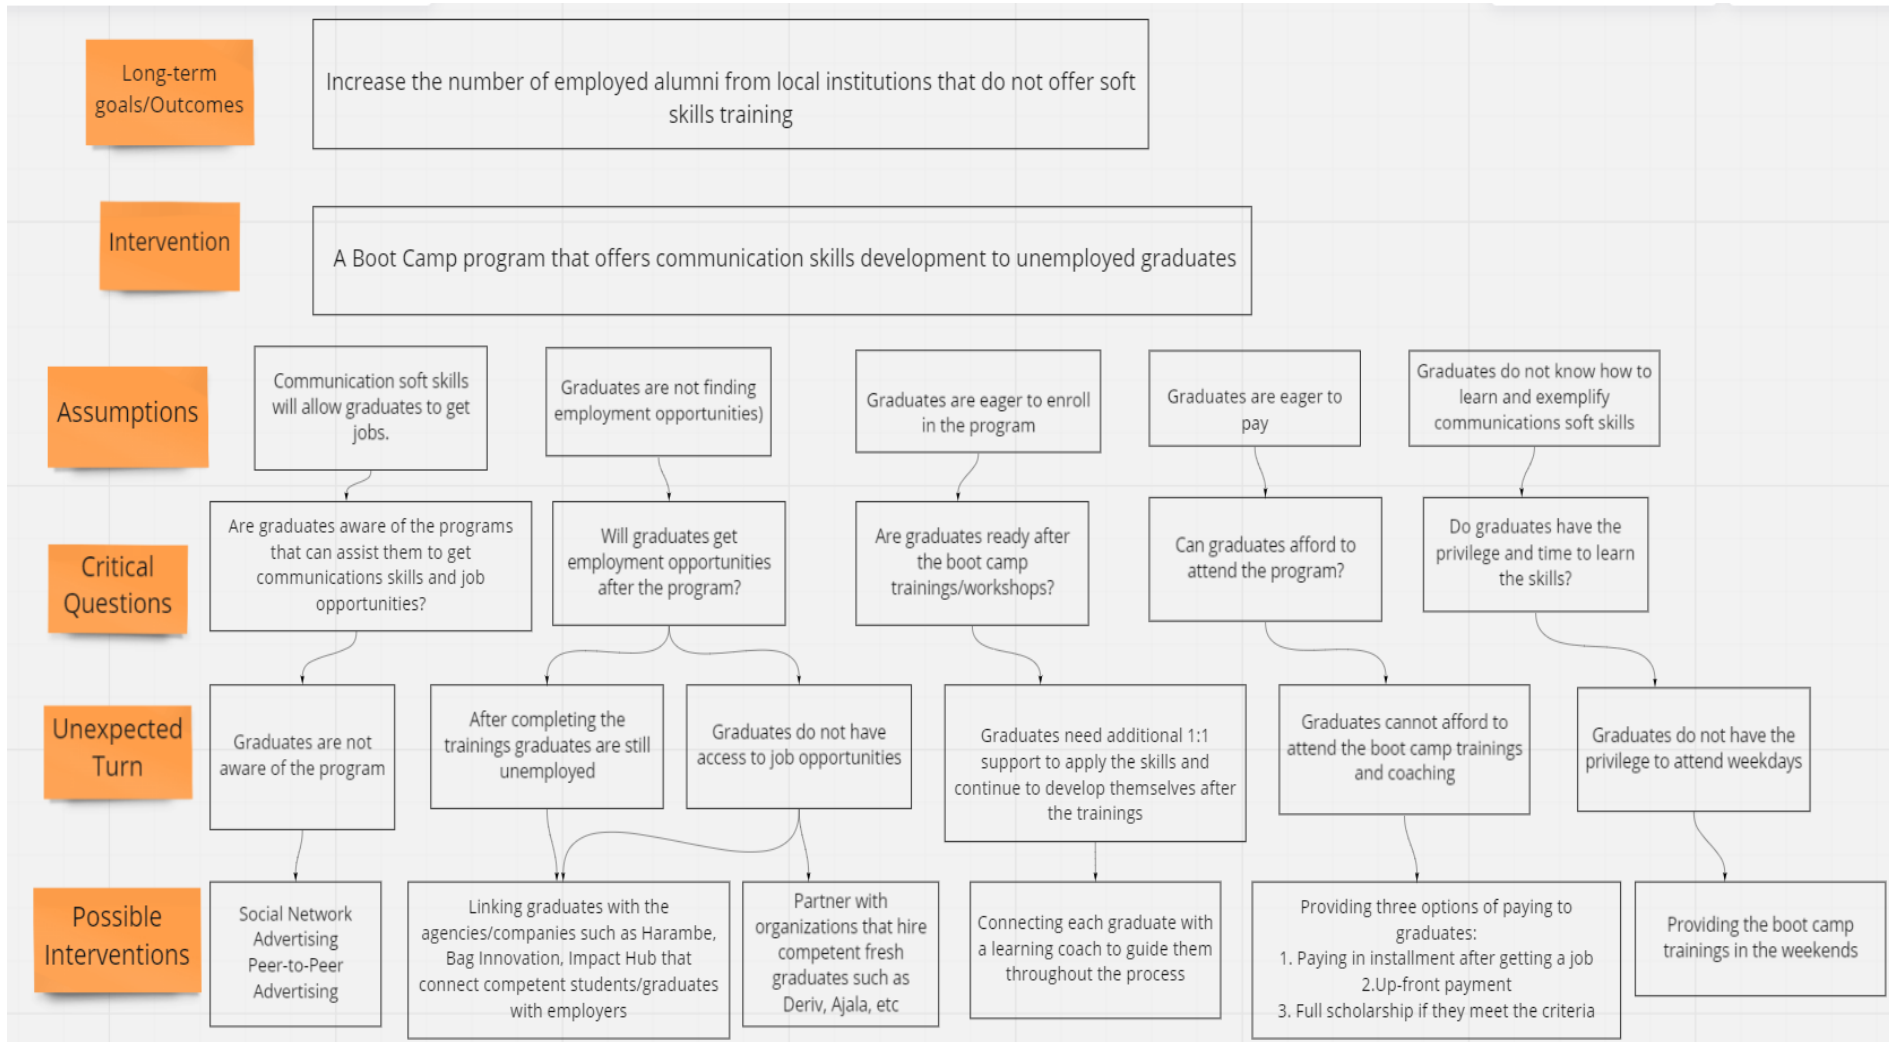 Long-term
goals/Outcomes
Increase the number of employed alumni from local institutions that do not offer soft
skills training
Intervention
A Boot Camp program that offers communication skills development to unemployed graduates
Assumptions
Communication soft skills
will allow graduates to get
jobs.
Graduates are not finding
employment opportunities)
Graduates are eager to enroll
in the program
Graduates are eager to
pay
Graduates do not know how to
learn and exemplify
communications soft skills
Critical
Questions
Are graduates aware of the programs
that can assist them to get
communications skills and job
opportunities?
Will graduates get
employment opportunities
after the program?
Are graduates ready after
the boot camp
trainings/workshops?
Can graduates afford to
attend the program?
Do graduates have the
privilege and time to learn
the skills?
Unexpected
Turn
Graduates are not
aware of the program
After completing the
trainings graduates are still
unemployed
Graduates do not have
access to job opportunities
Graduates need additional 1:1
support to apply the skills and
continue to develop themselves after
the trainings
Graduates cannot afford to
attend the boot camp trainings
and coaching
Graduates do not have the
privilege to attend weekdays
Possible
Interventions
Social Network
Advertising
Peer-to-Peer
Advertising
Linking graduates with the
agencies/companies such as Harambe,
Bag Innovation, Impact Hub that
connect competent students/graduates
with employers
Partner with
organizations that hire
competent fresh
graduates such as
Deriv, Ajala, etc
Connecting each graduate with
a learning coach to guide them
throughout the process
Providing three options of paying to
graduates:
1. Paying in installment after getting a job
2.Up-front payment
3. Full scholarship if they meet the criteria
Providing the boot camp
trainings in the weekends